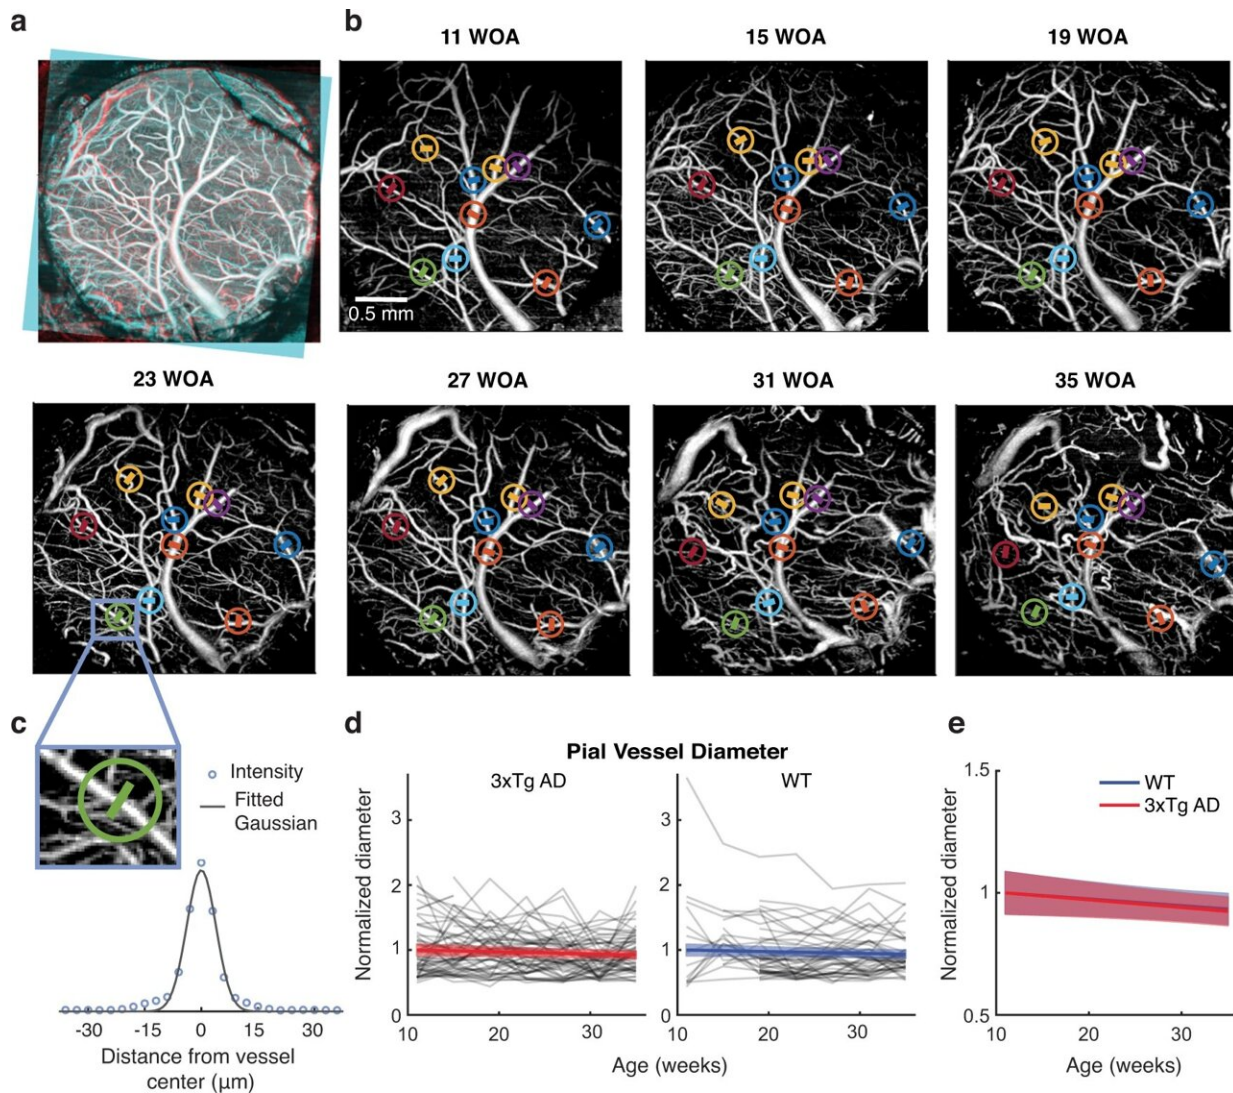 a
b
11 WOA
15 WOA
19 WOA
0.5 mm
23 WOA
27 WOA
31 WOA
35 WOA
c
Intensity
Fitted
Gaussian
-30
-15
0
15
30
Distance from vessel
center (µm)
d
Pial Vessel Diameter
3xTg AD
WT
Normalized diameter
3
2
1
0
10
20
30
Age (weeks)
3
2
1
0
10
20
30
e
1.5
1
0.5
Normalized diameter
WT
3xTg AD
10
20
30
Age (weeks)